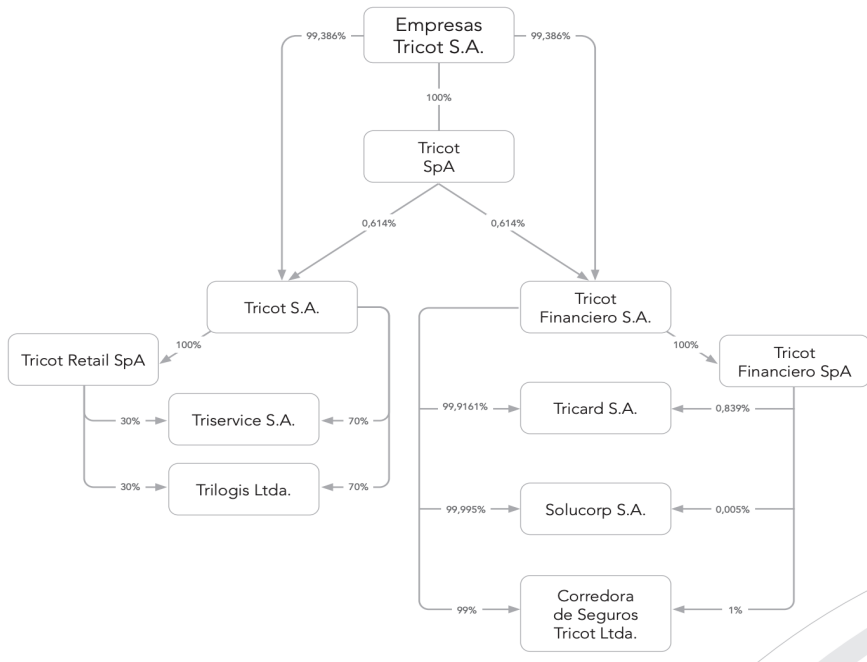 Empresas
Tricot S.A.
99,386%
99,386%
100%
Tricot
SpA
0,614%
0,614%
Tricot S.A.
Tricot
Financiero S.A.
100%
100%
Tricot Retail SpA
Tricot
Financiero SpA
30%
Triservice S.A.
70%
99,9161%
Tricard S.A.
0,839%
30%
Trilogis Ltda.
70%
99,995%
Solucorp S.A.
0,005%
99%
Corredora
de Seguros
Tricot Ltda.
1%